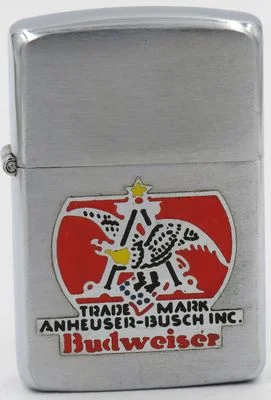 TRADE MARK
ANHEUSER-BUSCH INC.
Budweiser